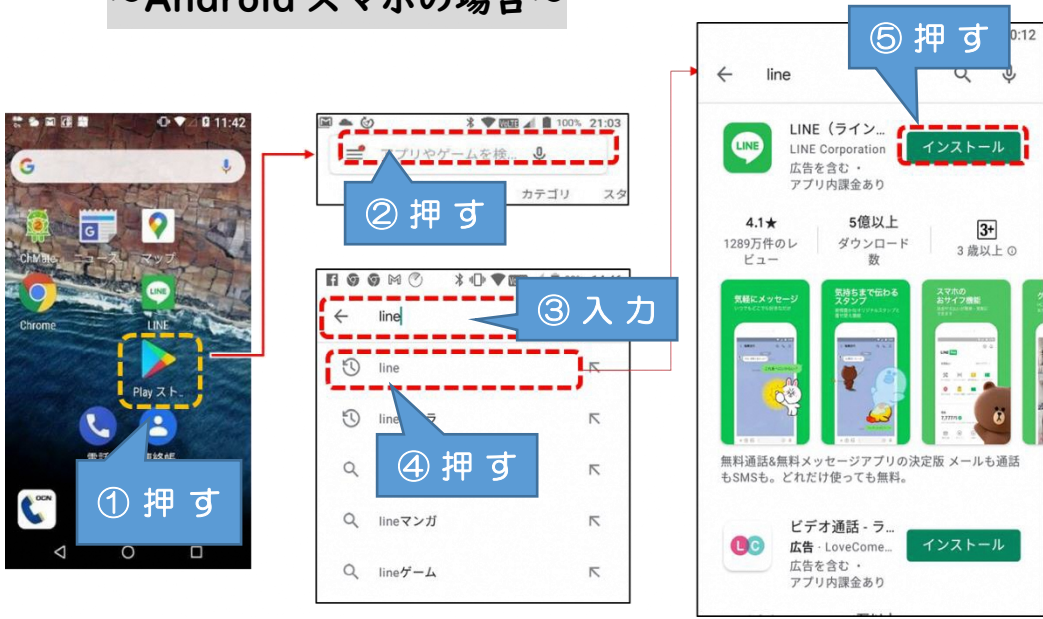 ～Android スマホの場合～
11:42
G
ChMate
ニュース
マップ
Chrome
LINE
LINE
Play スト…
OCN
① 押 す
100% 21:03
アプリやゲームを検…
② 押 す
カテゴリ
スタ
line
③ 入 力
line
④ 押 す
lineマンガ
lineゲーム
⑤ 押 す
0:12
line
LINE
LINE（ライン…
LINE Corporation
広告を含む ・
アプリ内課金あり
インストール
4.1★
1289万件のレ
ビュー
5億以上
ダウンロード
数
3+
3 歳以上
気軽にメッセージ
気持ちまで伝わる
スタンプ
スマホの
おサイフ機能
無料通話&無料メッセージアプリの決定版 メールも通話
もSMSも。どれだけ使っても無料。
LC
ビデオ通話 - ラ…
広告 · LoveCome…
広告を含む ・
アプリ内課金あり
インストール